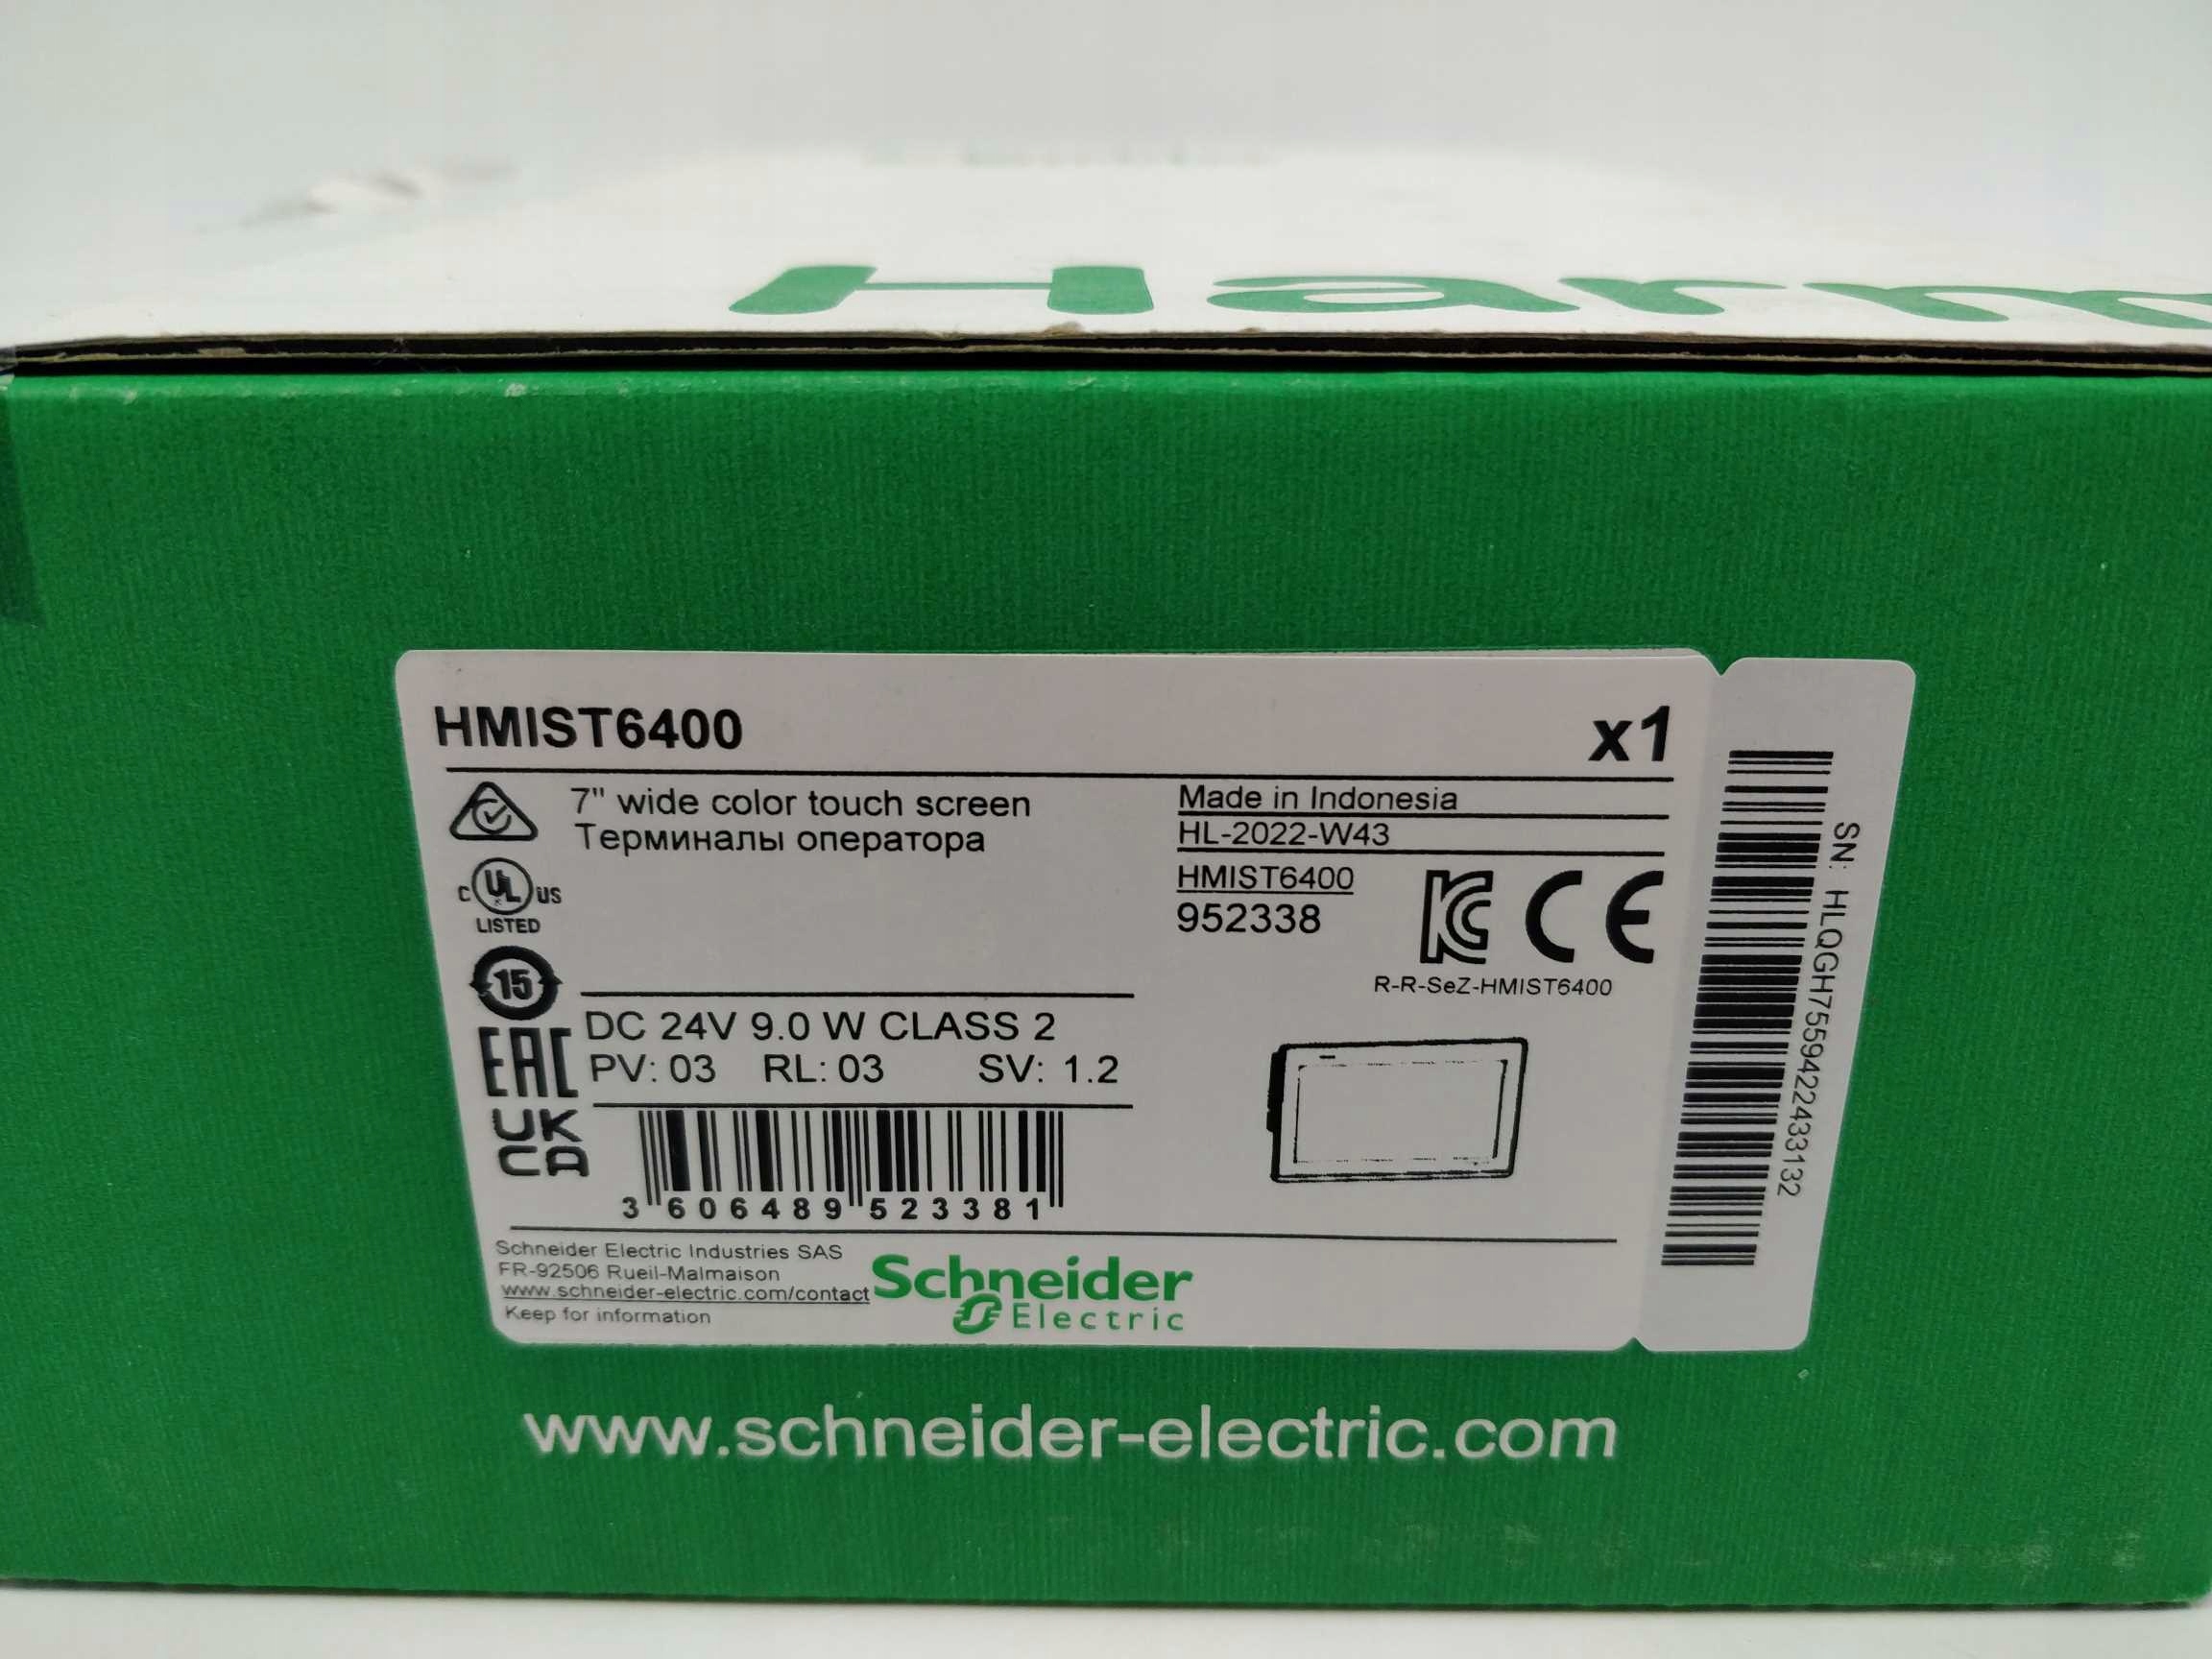 Harm
HMIST6400
x1
7" wide color touch screen
Терминалы оператора
Made in Indonesia
HL-2022-W43
HMIST6400
952338
C UL US
LISTED
KC CE
R-R-SeZ-HMIST6400
15
EAC
UK
CA
DC 24V 9.0 W CLASS 2
PV: 03 RL: 03 SV: 1.2
3 606489 523381
SN: HLQGH7559422433132
Schneider Electric Industries SAS
FR-92506 Rueil-Malmaison
www.schneider-electric.com/contact
Keep for information
Schneider
Electric
www.schneider-electric.com